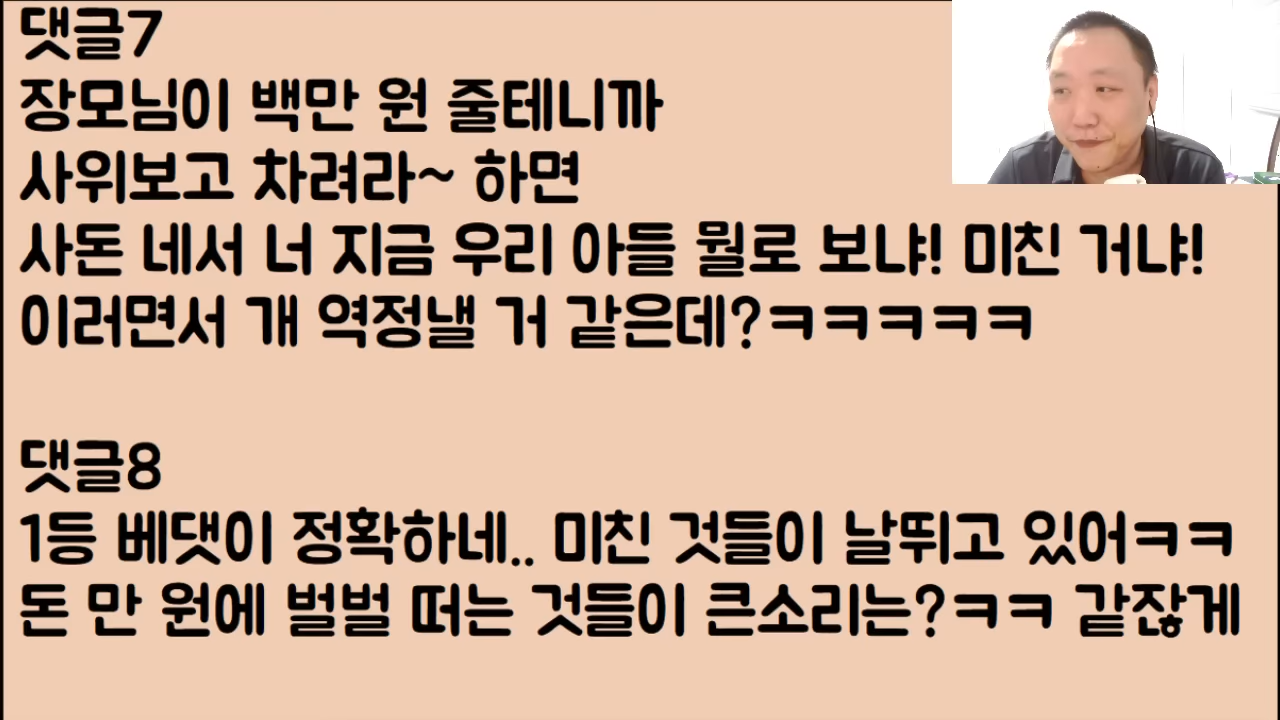 댓글7
장모님이 백만 원 줄테니까
사위보고 차려라~ 하면
사돈 네서 너 지금 우리 아들 뭘로 보냐! 미친 거냐!
이러면서 개 역정낼 거 같은데?ㅋㅋㅋㅋㅋ
댓글8
1등 베댓이 정확하네.. 미친 것들이 날뛰고 있어ㅋㅋ
돈 만 원에 벌벌 떠는 것들이 큰소리는?ㅋㅋ 같잖게